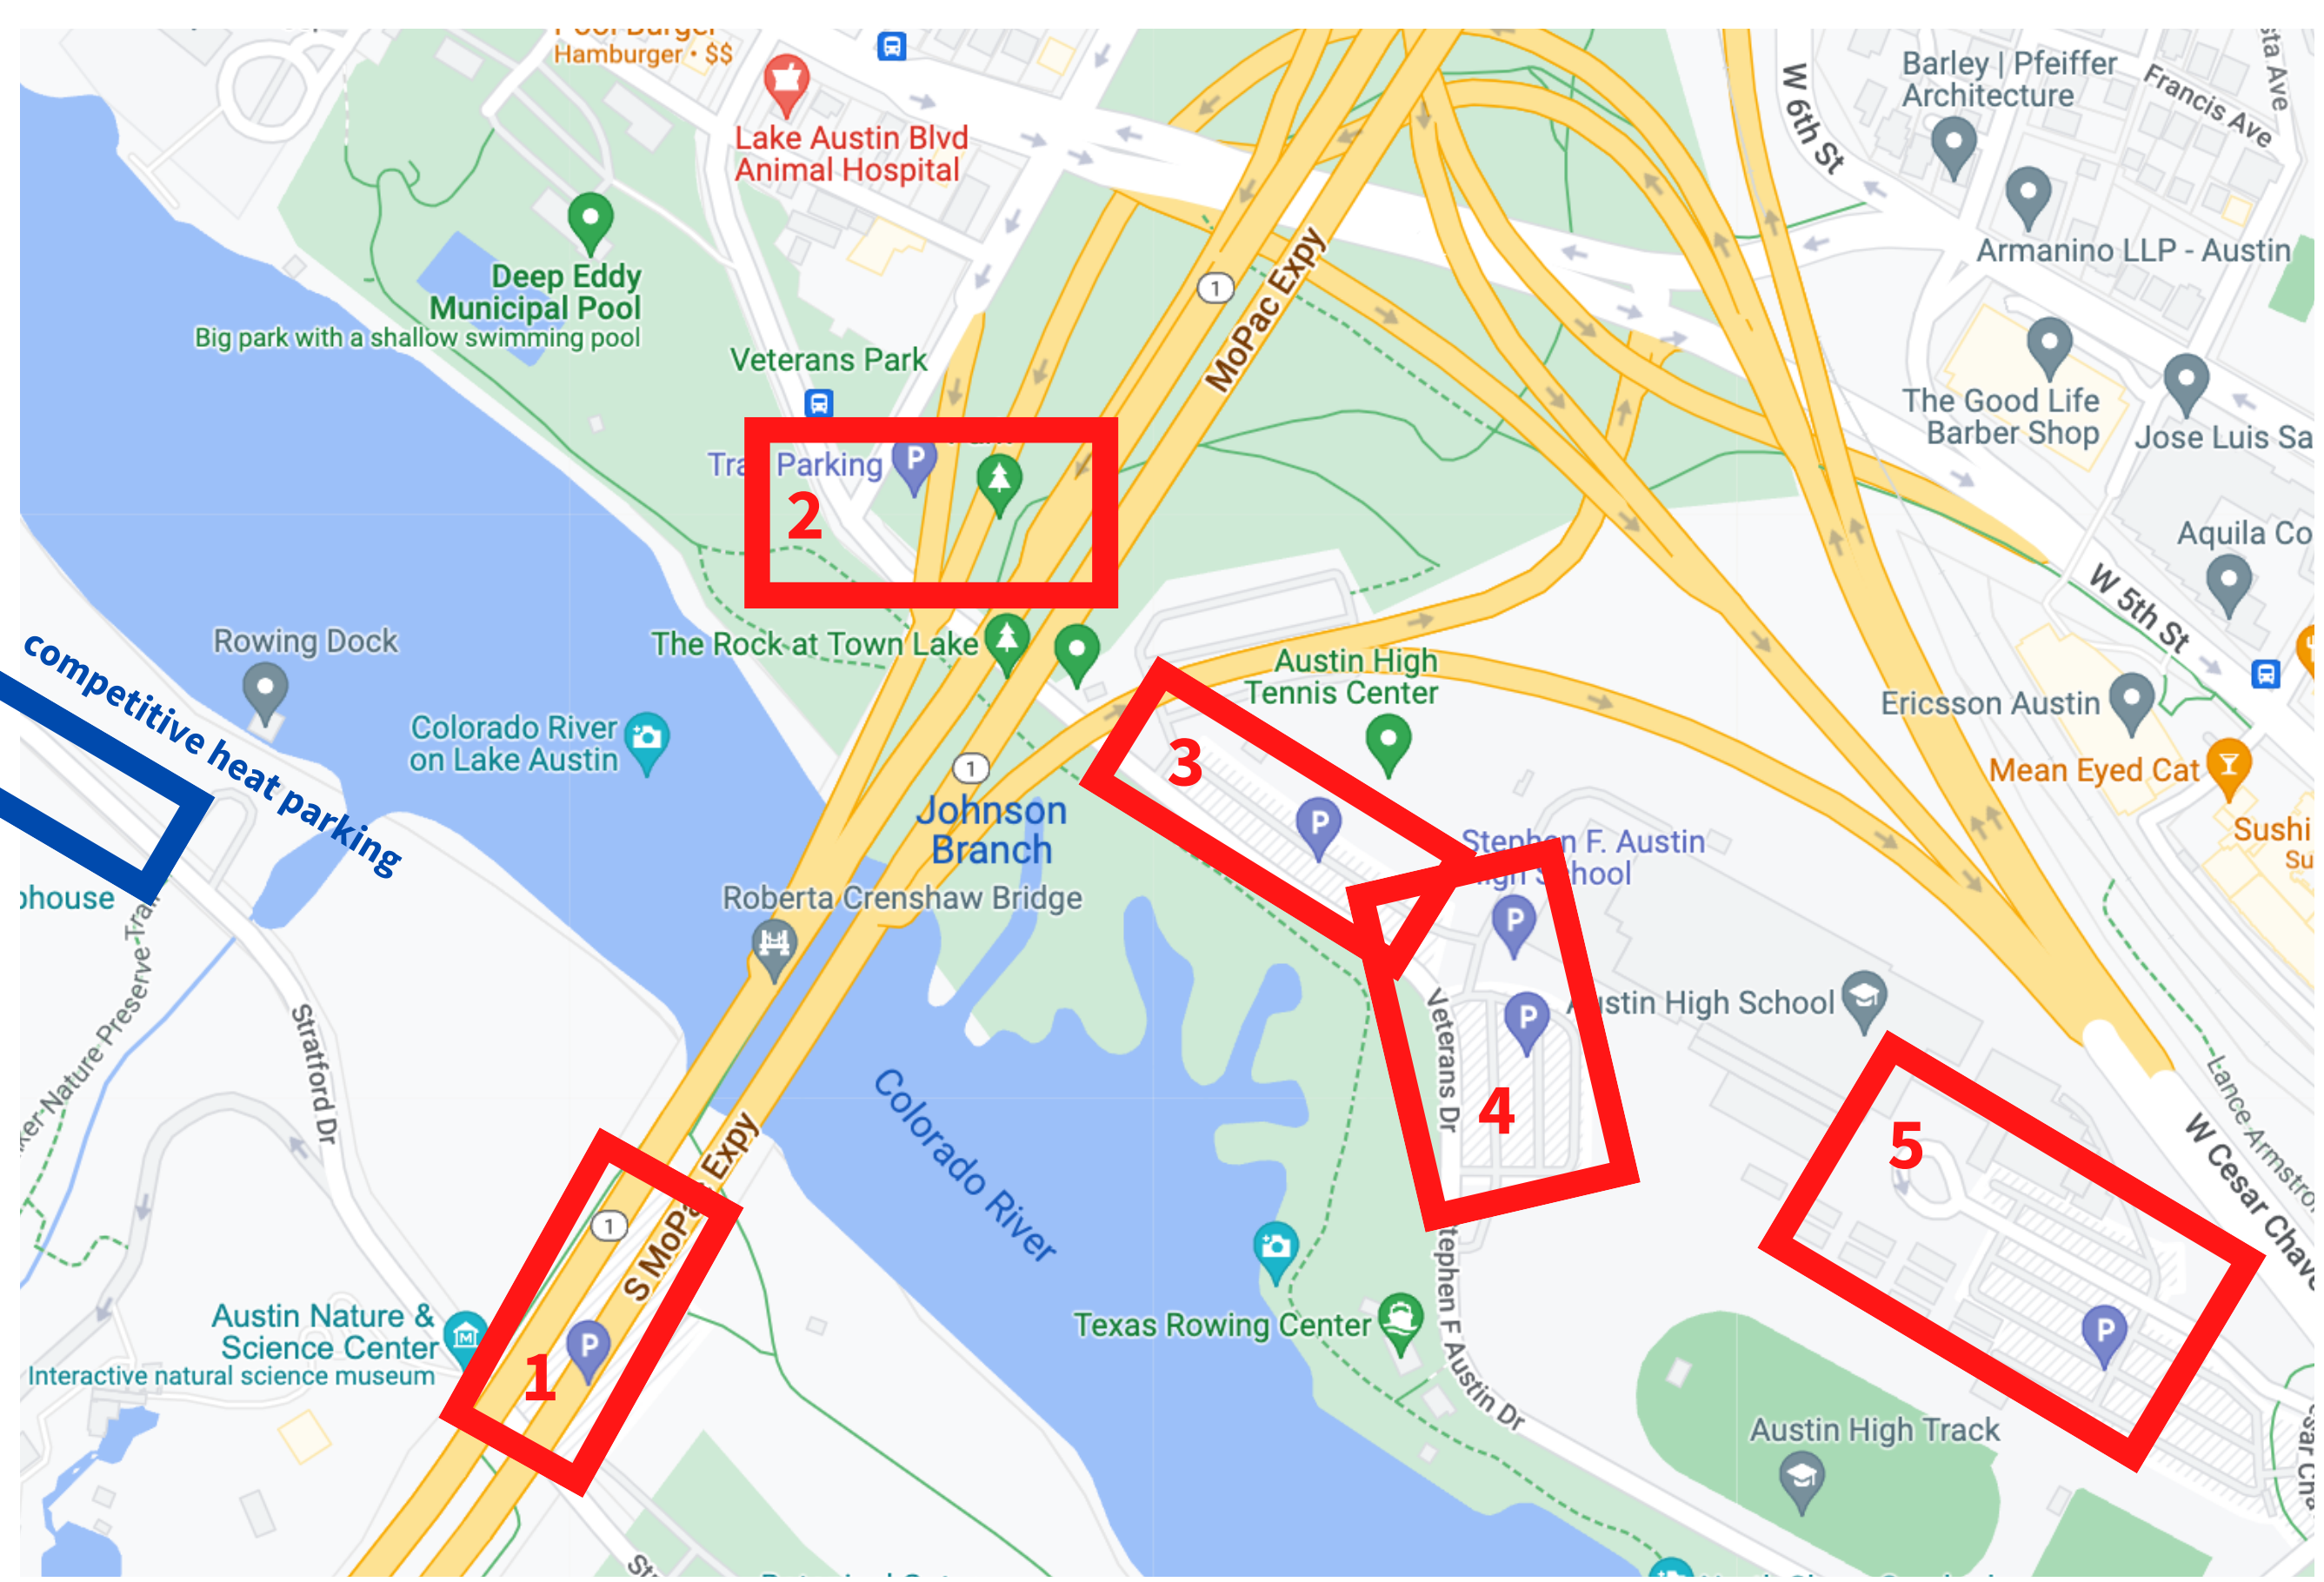 Hamburger • $$
Lake Austin Blvd
Animal Hospital
W 6th St
Barley | Pfeiffer
Architecture
Francis Ave
Armanino LLP - Austin
Deep Eddy
Municipal Pool
Big park with a shallow swimming pool
1
MoPac Expy
Veterans Park
The Good Life
Barber Shop
Jose Luis Sa
Parking
P
2
Aquila Co
W 5th St
Rowing Dock
competitive heat parking
The Rock at Town Lake
Austin High
Tennis Center
Ericsson Austin
Colorado River
on Lake Austin
3
Mean Eyed Cat
1
Johnson
Branch
P
Stephen F. Austin
School
Sushi
Su
Roberta Crenshaw Bridge
P
Stratford Dr
Veterans Dr
P
Austin High School
4
Colorado River
5
Lance Armstro
W Cesar Chave
1
S MoPac Expy
Austin Nature &
Science Center
Interactive natural science museum
P
1
Texas Rowing Center
Stephen F Austin Dr
P
Austin High Track